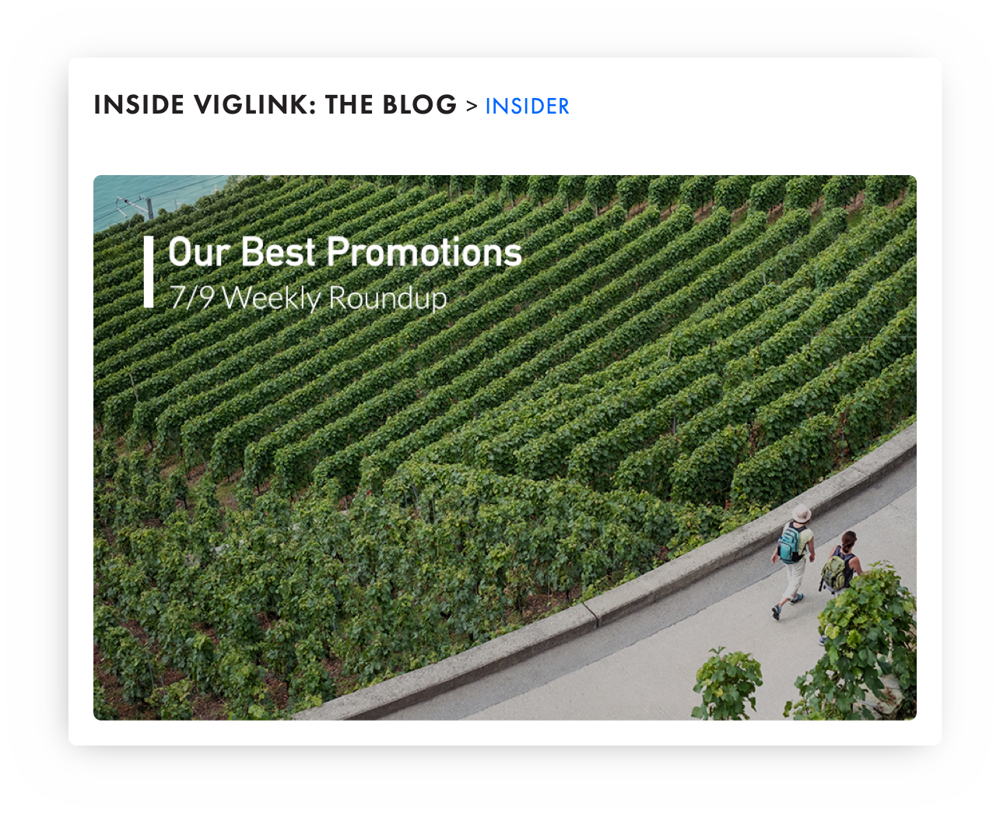 INSIDE VIGLINK: THE BLOG > INSIDER
Our Best Promotions
7/9 Weekly Roundup